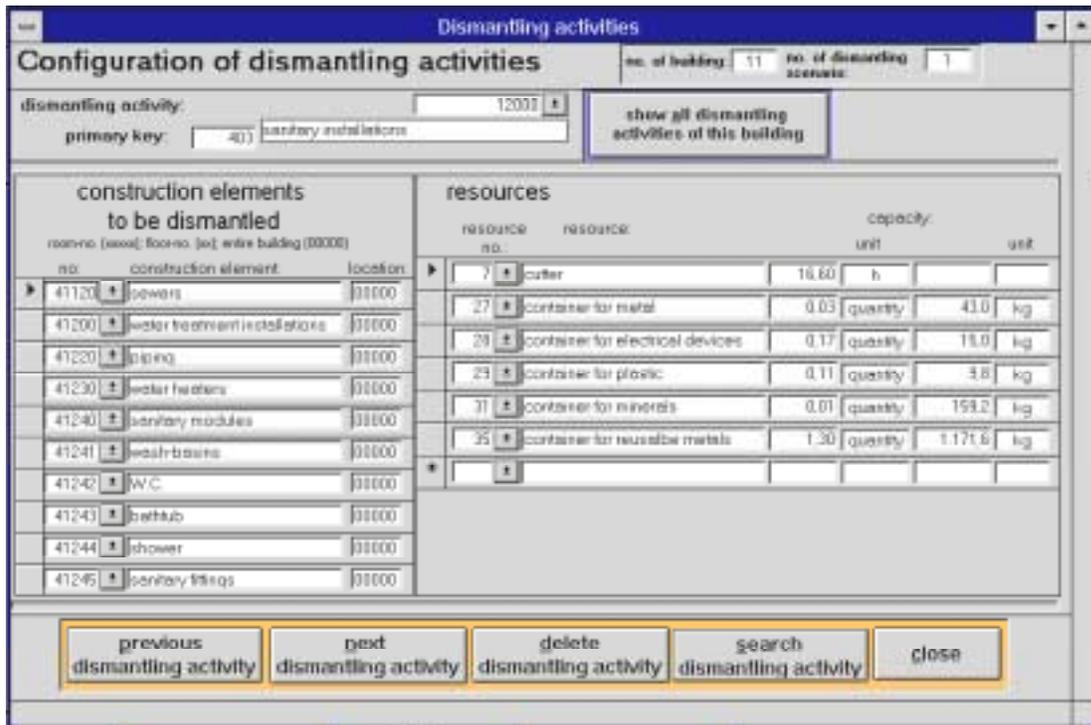 Dismantling activities
Configuration of dismantling activities
no. of building: 11 no. of dismantling scenario: 1
dismantling activity: 12000
show all dismantling activities of this building
primary key: 403 sanitary installations
construction elements
to be dismantled
room-no. [xxxxx]; floor-no. [xx]; entire building (00000)
no: construction element: location:
41120 sewers 00000
41200 water treatment installations 00000
41220 piping 00000
41230 water heaters 00000
41240 sanitary modules 00000
41241 wash-basins 00000
41242 W.C. 00000
41243 bathtub 00000
41244 shower 00000
41245 sanitary fittings 00000
resources
resource no.: resource: capacity:
unit unit
7 cutter 16,60 h
27 container for metal 0,03 quantity 43,0 kg
container for electrical devices 0,17 quantity kg
29 container for plastic 0,11 quantity 9,8 kg
31 container for minerals 0,01 quantity 159,2 kg
35 container for reusalbe metals 1,30 quantity 1.171,6 kg
*
previous dismantling activity
next dismantling activity
delete dismantling activity
search dismantling activity
close